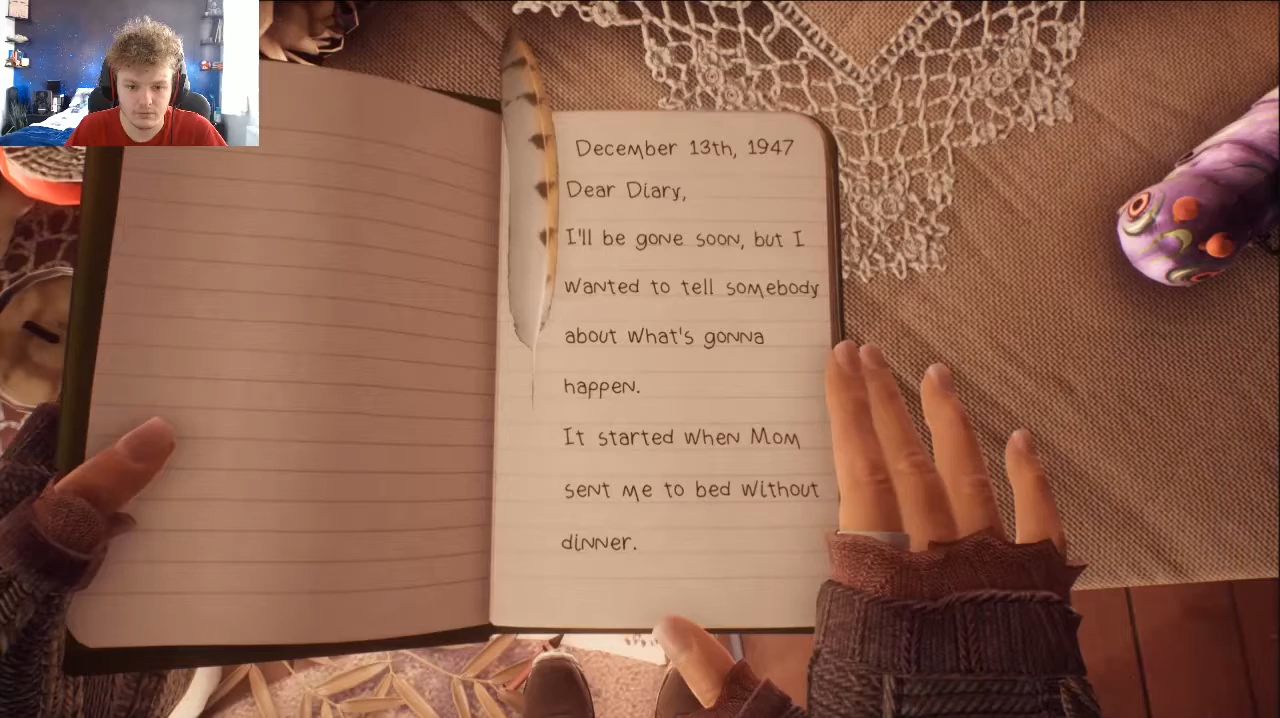 December 13th, 1947
Dear Diary,
I'll be gone soon, but I
wanted to tell somebody
about what's gonna
happen.
It started when Mom
sent me to bed without
dinner.